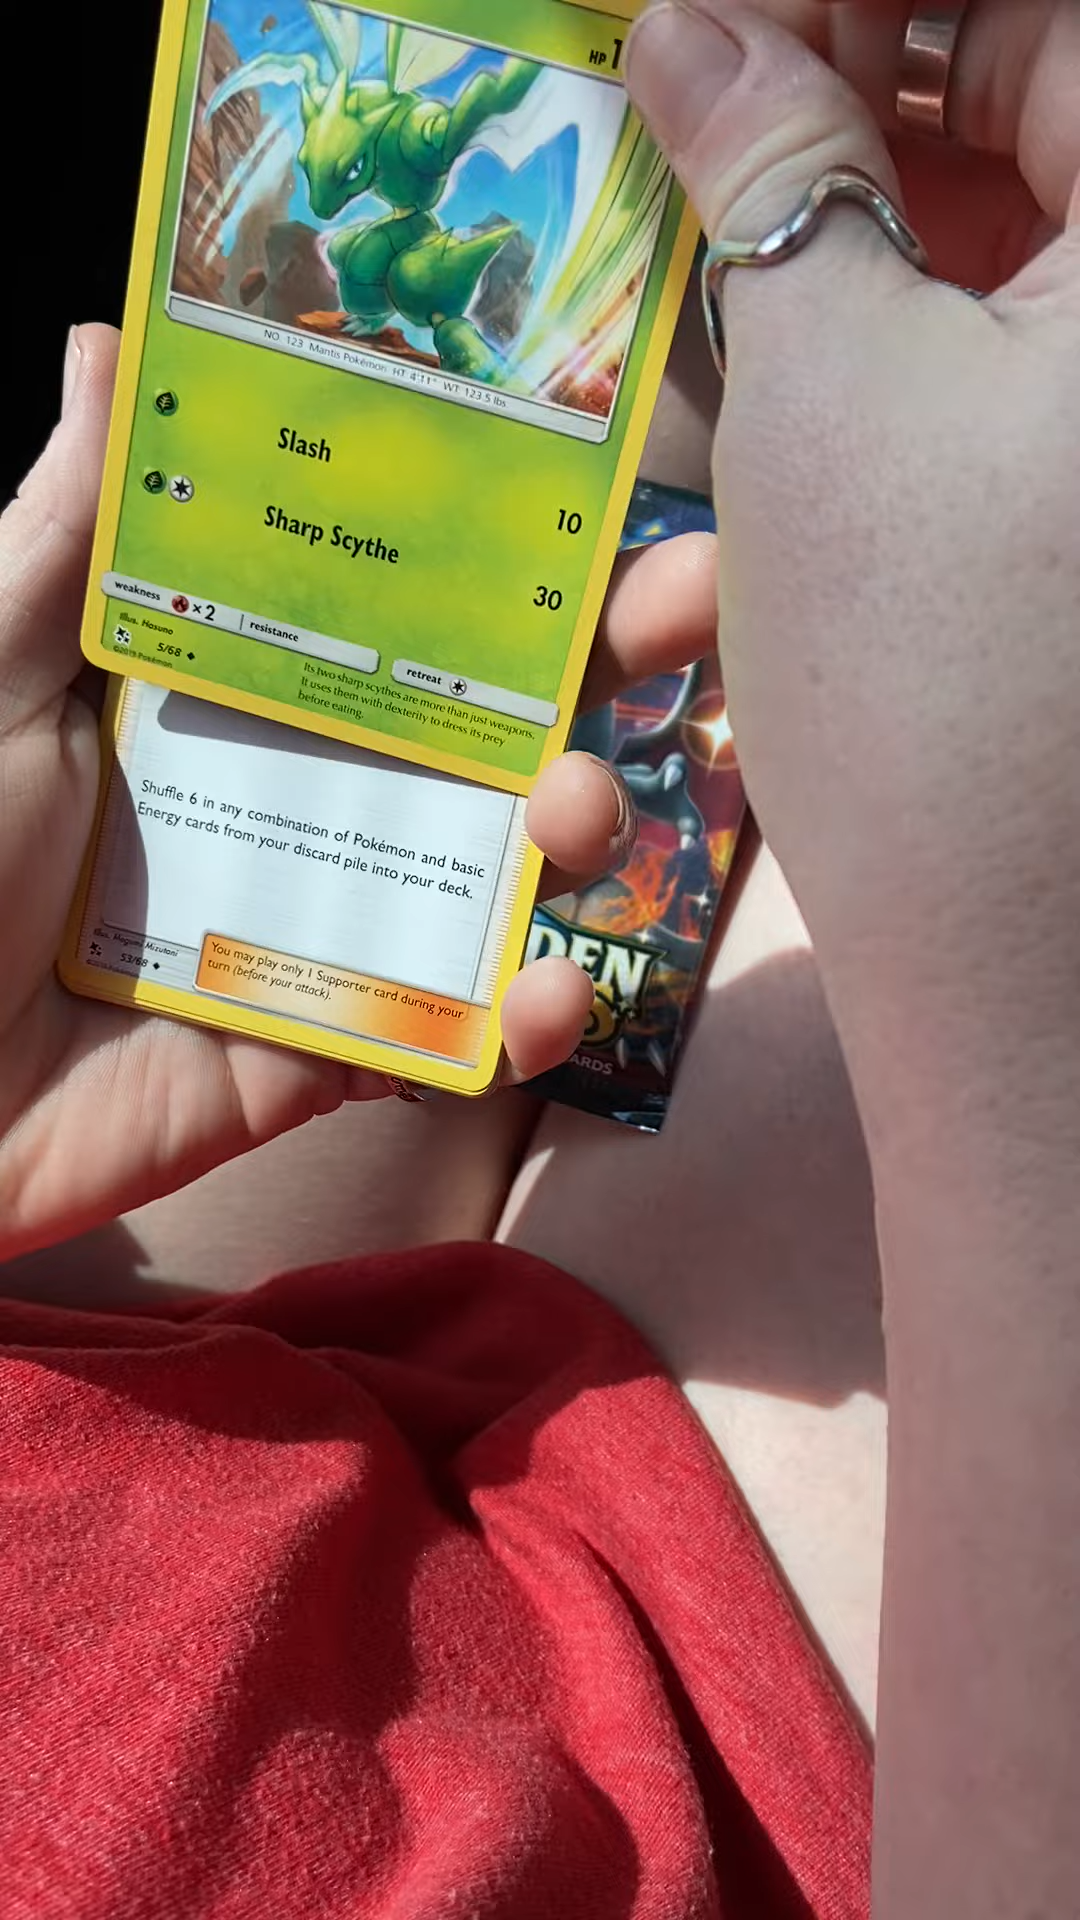 HP 1
NO. 123 Mantis Pokémon HT: 4'11" WT: 123.5 lbs
Slash
10
Sharp Scythe
30
weakness × 2 resistance
retreat
Illus. Hasuno
5/68
©2019 Pokémon
Its two sharp scythes are more than just weapons.
It uses them with dexterity to dress its prey
before eating.
Shuffle 6 in any combination of Pokémon and basic
Energy cards from your discard pile into your deck.
Illus. Megumi Mizutani
53/68
You may play only 1 Supporter card during your
turn (before your attack).
DEN
ARDS